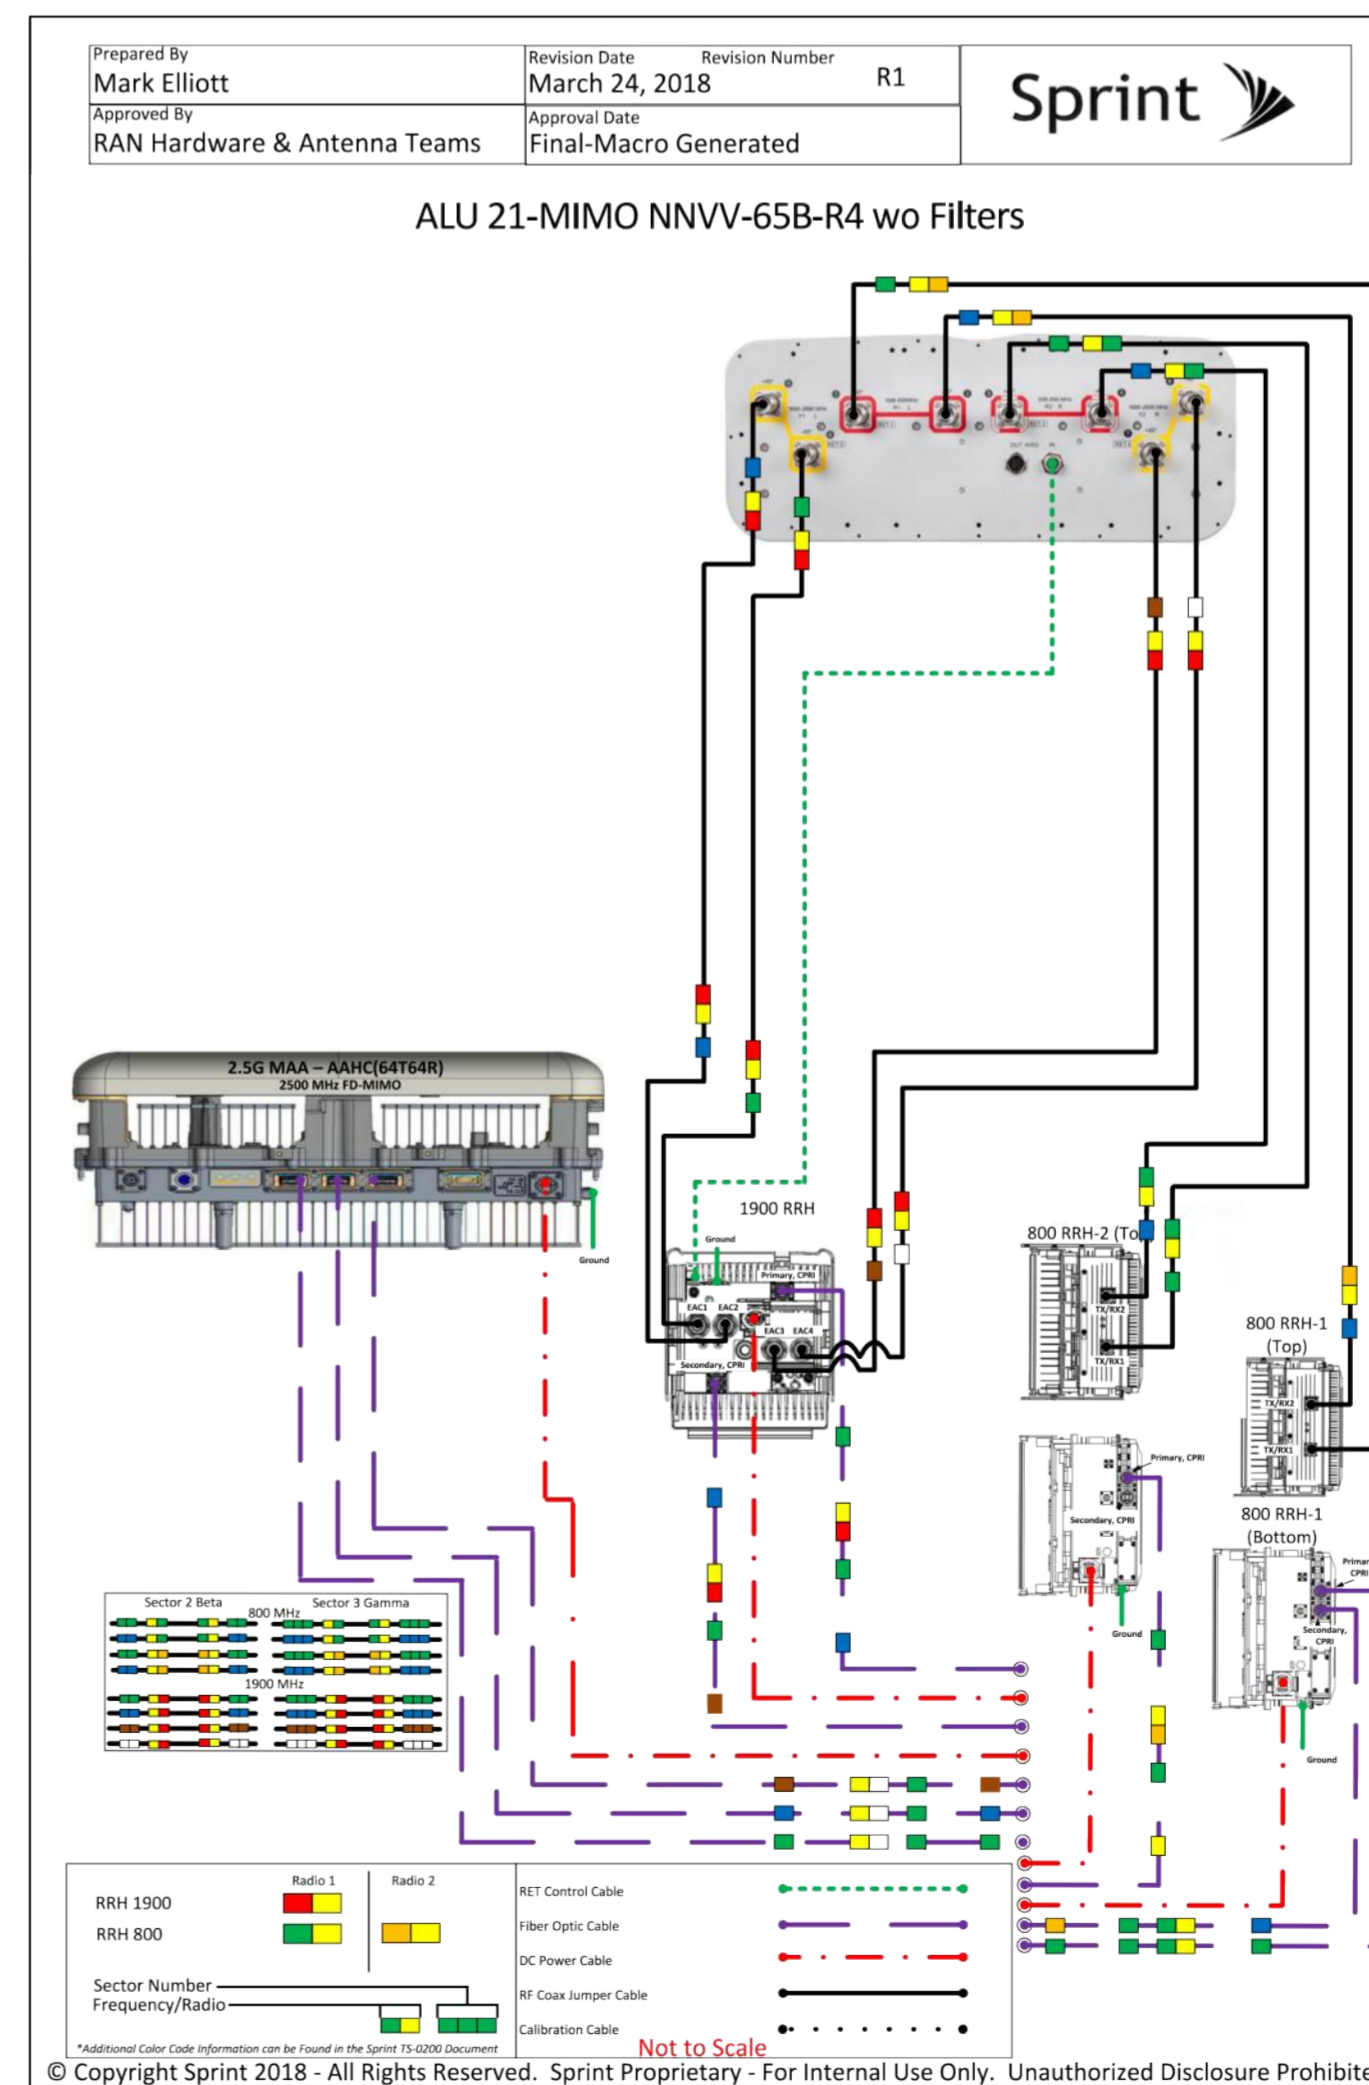 Prepared By
Mark Elliott
Revision Date
Revision Number
March 24, 2018
R1
Approved By
RAN Hardware & Antenna Teams
Approval Date
Final-Macro Generated
Sprint
ALU 21-MIMO NNVV-65B-R4 wo Filters
2.5G MAA – AAHC(64T64R)
2500 MHz FD-MIMO
Ground
1900 RRH
Ground
Primary, CPRI
EAC1
EAC2
EAC3
EAC4
Secondary, CPRI
800 RRH-2 (To
TX/RX2
TX/RX1
Primary, CPRI
Secondary, CPRI
Ground
800 RRH-1
(Top)
TX/RX2
TX/RX1
800 RRH-1
(Bottom)
Primar
CPRI
Secondary,
CPRI
Ground
Sector 2 Beta
Sector 3 Gamma
800 MHz
1900 MHz
Radio 1
Radio 2
RRH 1900
RRH 800
Sector Number
Frequency/Radio
*Additional Color Code Information can be Found in the Sprint TS-0200 Document
RET Control Cable
Fiber Optic Cable
DC Power Cable
RF Coax Jumper Cable
Calibration Cable
Not to Scale
© Copyright Sprint 2018 - All Rights Reserved. Sprint Proprietary - For Internal Use Only. Unauthorized Disclosure Prohibite